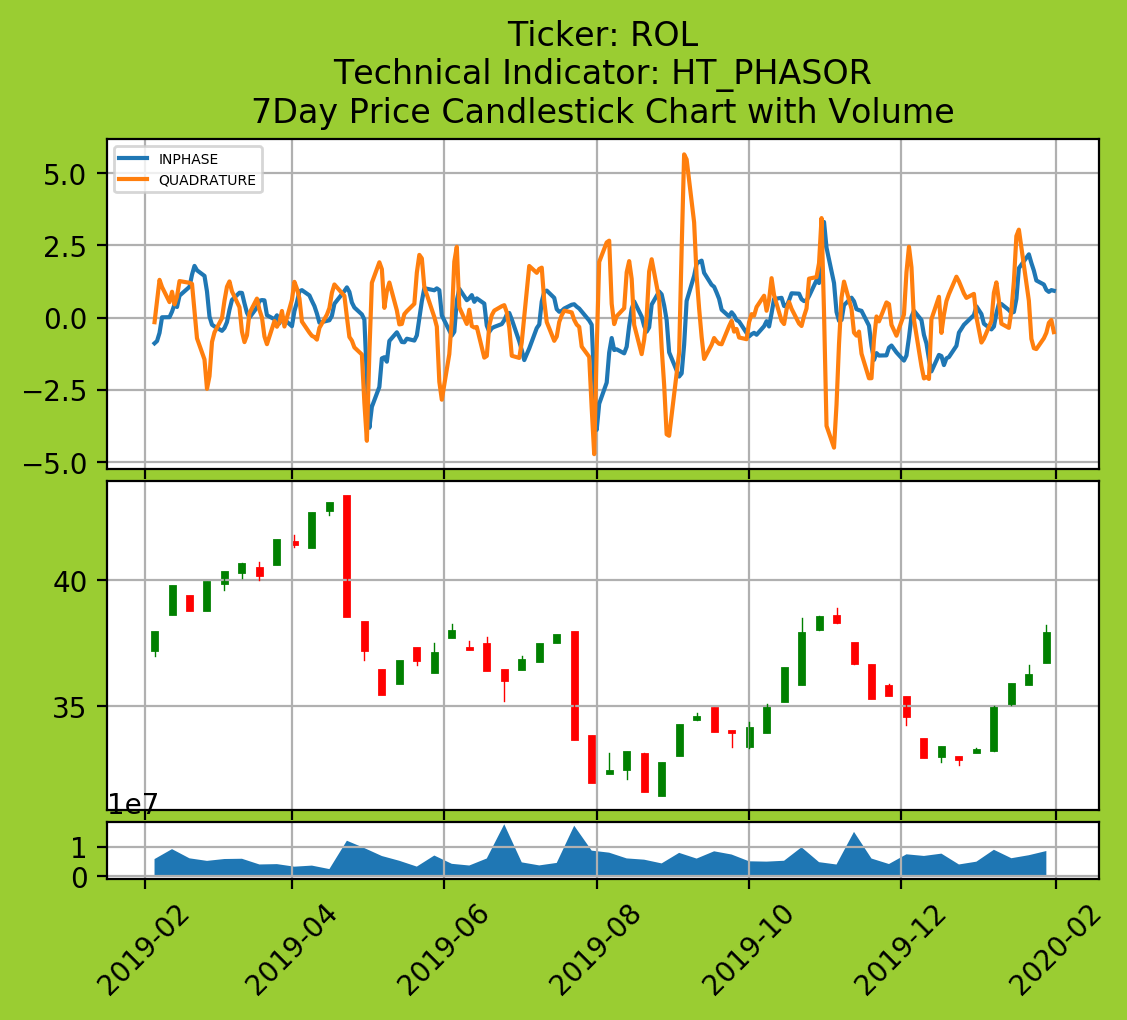 Ticker: ROL
Technical Indicator: HT_PHASOR
7Day Price Candlestick Chart with Volume
INPHASE
QUADRATURE
5.0
2.5
0.0
−2.5
−5.0
40
35
1e7
1
0
2019-02
2019-04
2019-06
2019-08
2019-10
2019-12
2020-02